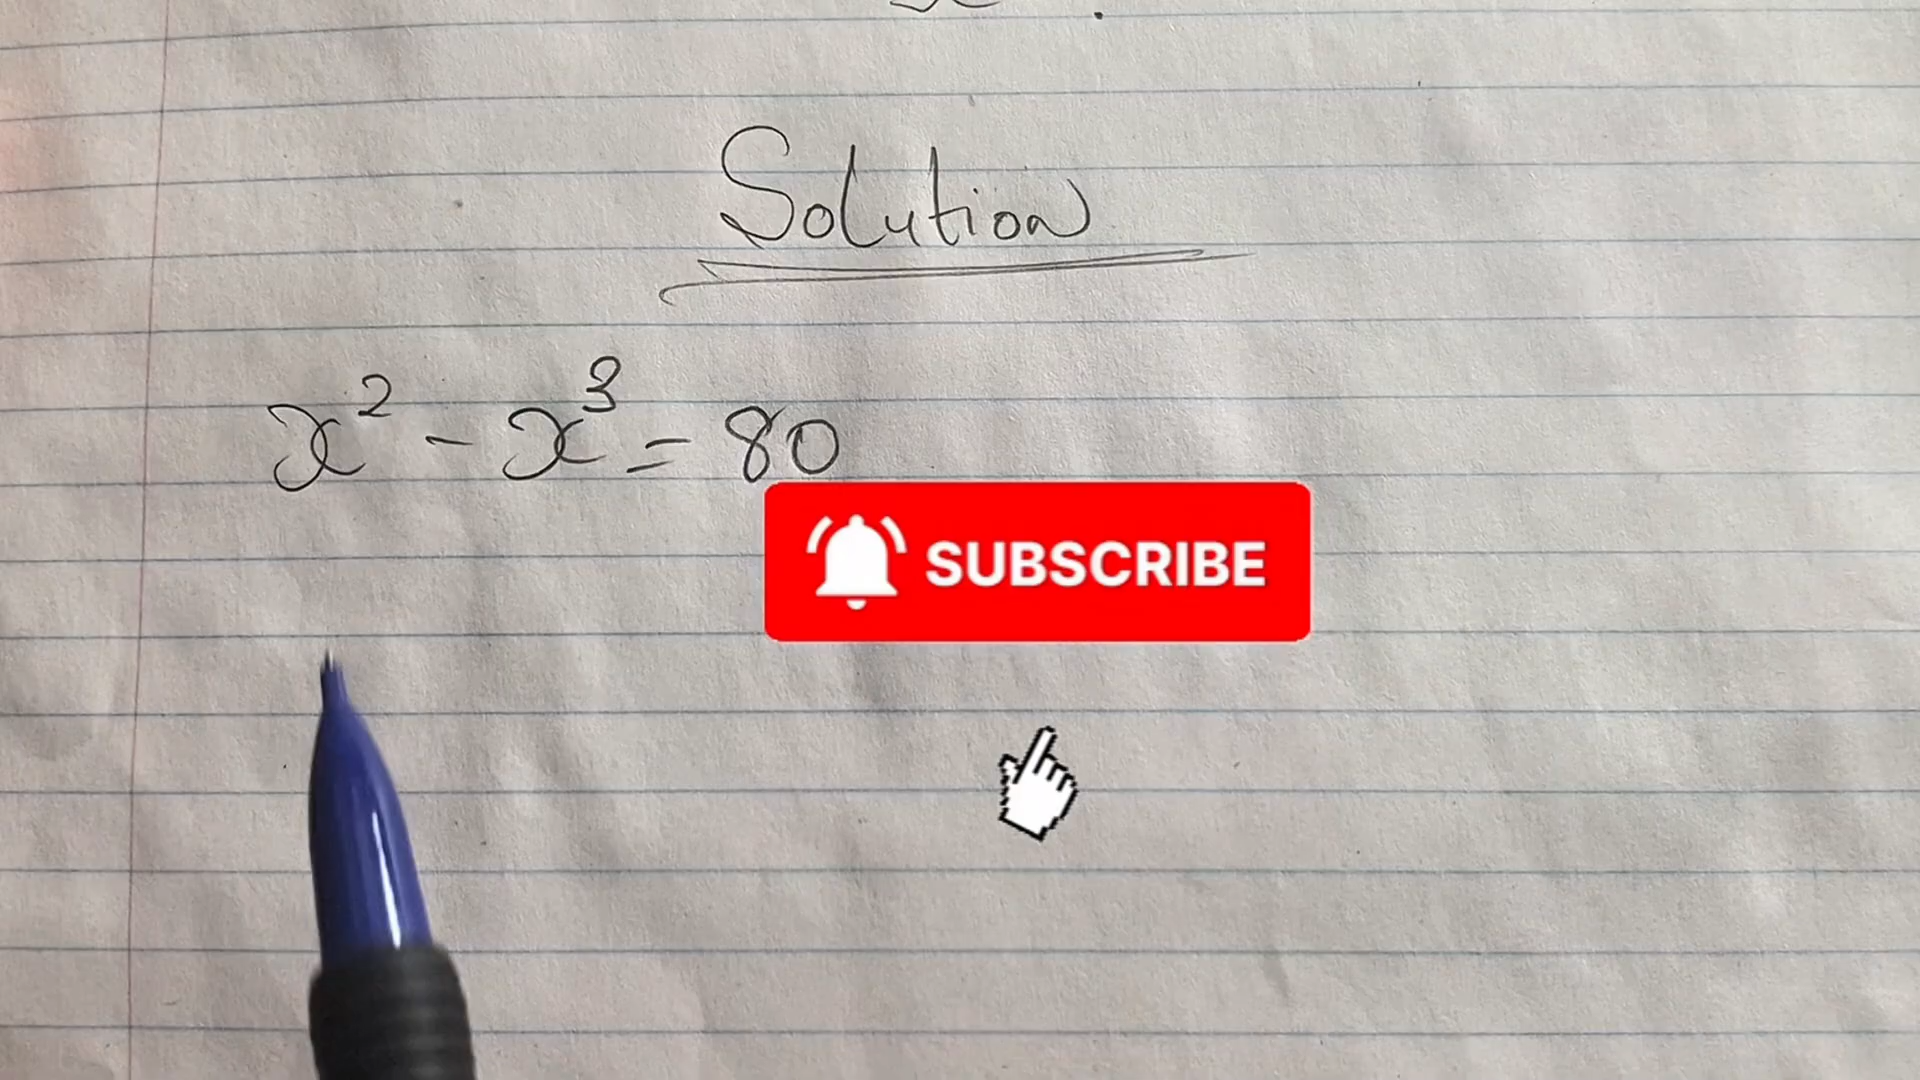 Solution
x² - x³ = 80
SUBSCRIBE